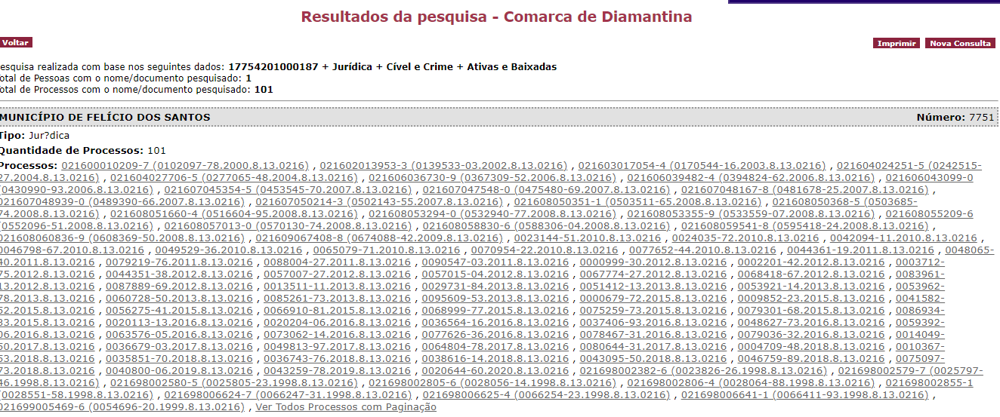 Resultados da pesquisa - Comarca de Diamantina
Voltar
Imprimir Nova Consulta
esquisa realizada com base nos seguintes dados: 17754201000187 + Jurídica + Cível e Crime + Ativas e Baixadas
otal de Pessoas com o nome/documento pesquisado: 1
otal de Processos com o nome/documento pesquisado: 101
MUNICÍPIO DE FELÍCIO DOS SANTOS Número: 7751
Tipo: Jur?dica
Quantidade de Processos: 101
Processos: 021600010209-7 (0102097-78.2000.8.13.0216) , 021602013953-3 (0139533-03.2002.8.13.0216) , 021603017054-4 (0170544-16.2003.8.13.0216) , 021604024251-5 (0242515-
27.2004.8.13.0216) , 021604027706-5 (0277065-48.2004.8.13.0216) , 021606036730-9 (0367309-52.2006.8.13.0216) , 021606039482-4 (0394824-62.2006.8.13.0216) , 021606043099-0
(0430990-93.2006.8.13.0216) , 021607045354-5 (0453545-70.2007.8.13.0216) , 021607047548-0 (0475480-69.2007.8.13.0216) , 021607048167-8 (0481678-25.2007.8.13.0216) ,
021607048939-0 (0489390-66.2007.8.13.0216) , 021607050214-3 (0502143-55.2007.8.13.0216) , 021608050351-1 (0503511-65.2008.8.13.0216) , 021608050368-5 (0503685-
74.2008.8.13.0216) , 021608051660-4 (0516604-95.2008.8.13.0216) , 021608053294-0 (0532940-77.2008.8.13.0216) , 021608053355-9 (0533559-07.2008.8.13.0216) , 021608055209-6
(0552096-51.2008.8.13.0216) , 021608057013-0 (0570130-74.2008.8.13.0216) , 021608058830-6 (0588306-04.2008.8.13.0216) , 021608059541-8 (0595418-24.2008.8.13.0216) ,
021608060836-9 (0608369-50.2008.8.13.0216) , 021609067408-8 (0674088-42.2009.8.13.0216) , 0023144-51.2010.8.13.0216 , 0024035-72.2010.8.13.0216 , 0042094-11.2010.8.13.0216 ,
0046798-67.2010.8.13.0216 , 0049529-36.2010.8.13.0216 , 0065079-71.2010.8.13.0216 , 0070954-22.2010.8.13.0216 , 0077652-44.2010.8.13.0216 , 0044361-19.2011.8.13.0216 , 0048065-
40.2011.8.13.0216 , 0079219-76.2011.8.13.0216 , 0088004-27.2011.8.13.0216 , 0090547-03.2011.8.13.0216 , 0000999-30.2012.8.13.0216 , 0002201-42.2012.8.13.0216 , 0003712-
75.2012.8.13.0216 , 0044351-38.2012.8.13.0216 , 0057007-27.2012.8.13.0216 , 0057015-04.2012.8.13.0216 , 0067774-27.2012.8.13.0216 , 0068418-67.2012.8.13.0216 , 0083961-
13.2012.8.13.0216 , 0087889-69.2012.8.13.0216 , 0013511-11.2013.8.13.0216 , 0029731-84.2013.8.13.0216 , 0051412-13.2013.8.13.0216 , 0053921-14.2013.8.13.0216 , 0053962-
78.2013.8.13.0216 , 0060728-50.2013.8.13.0216 , 0085261-73.2013.8.13.0216 , 0095609-53.2013.8.13.0216 , 0000679-72.2015.8.13.0216 , 0009852-23.2015.8.13.0216 , 0041582-
52.2015.8.13.0216 , 0056275-41.2015.8.13.0216 , 0066910-81.2015.8.13.0216 , 0068999-77.2015.8.13.0216 , 0075259-73.2015.8.13.0216 , 0079301-68.2015.8.13.0216 , 0086934-
33.2015.8.13.0216 , 0020113-13.2016.8.13.0216 , 0020204-06.2016.8.13.0216 , 0036564-16.2016.8.13.0216 , 0037406-93.2016.8.13.0216 , 0048627-73.2016.8.13.0216 , 0059392-
06.2016.8.13.0216 , 0063576-05.2016.8.13.0216 , 0073062-14.2016.8.13.0216 , 0077626-36.2016.8.13.0216 , 0078467-31.2016.8.13.0216 , 0079036-32.2016.8.13.0216 , 0014049-
50.2017.8.13.0216 , 0036679-03.2017.8.13.0216 , 0049813-97.2017.8.13.0216 , 0064804-78.2017.8.13.0216 , 0080644-31.2017.8.13.0216 , 0004709-48.2018.8.13.0216 , 0010367-
53.2018.8.13.0216 , 0035851-70.2018.8.13.0216 , 0036743-76.2018.8.13.0216 , 0038616-14.2018.8.13.0216 , 0043095-50.2018.8.13.0216 , 0046759-89.2018.8.13.0216 , 0075097-
73.2018.8.13.0216 , 0040800-06.2019.8.13.0216 , 0043259-78.2019.8.13.0216 , 0020644-60.2020.8.13.0216 , 021698002382-6 (0023826-26.1998.8.13.0216) , 021698002579-7 (0025797-
46.1998.8.13.0216) , 021698002580-5 (0025805-23.1998.8.13.0216) , 021698002805-6 (0028056-14.1998.8.13.0216) , 021698002806-4 (0028064-88.1998.8.13.0216) , 021698002855-1
(0028551-58.1998.8.13.0216) , 021698006624-7 (0066247-31.1998.8.13.0216) , 021698006625-4 (0066254-23.1998.8.13.0216) , 021698006641-1 (0066411-93.1998.8.13.0216) ,
021699005469-6 (0054696-20.1999.8.13.0216) , Ver Todos Processos com Paginação